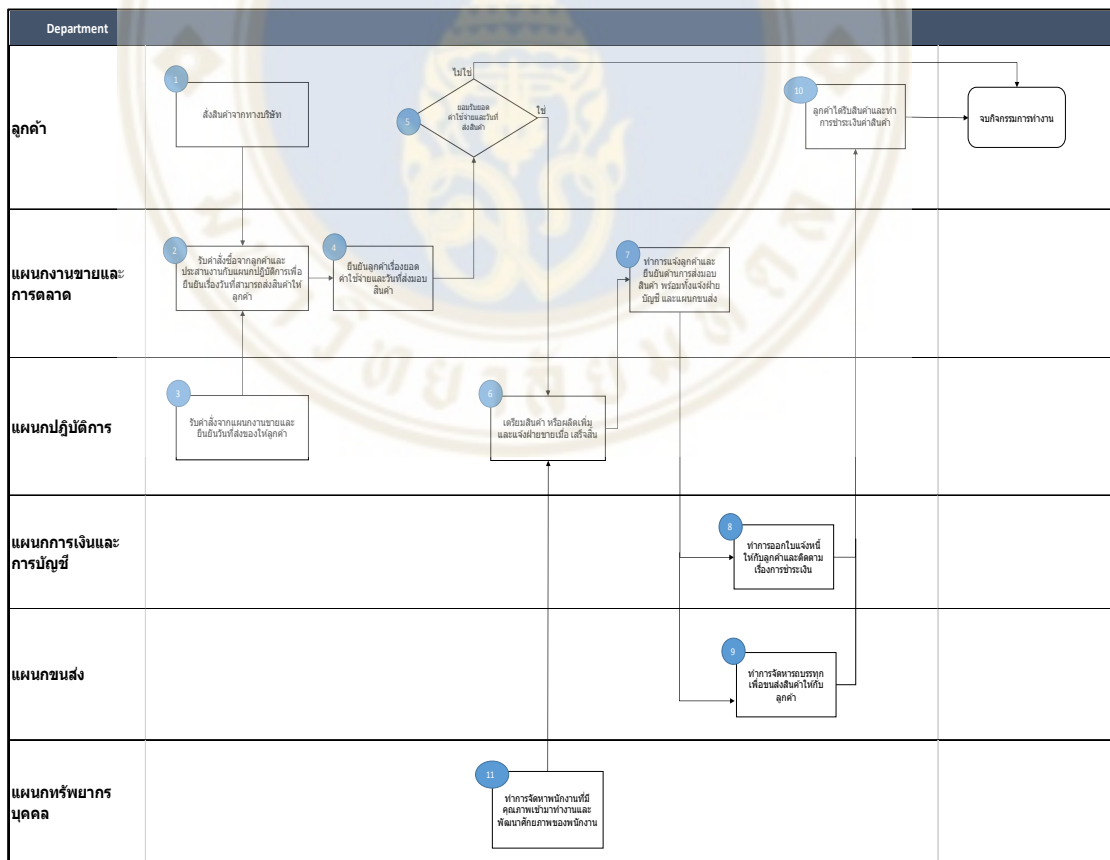 Department
ลูกค้า
1
สั่งสินค้าจากทางบริษัท
ไม่ใช่
5
ยอมรับยอด
ค่าใช้จ่ายและวันที่
ส่งสินค้า
ใช่
10
ลูกค้าได้รับสินค้าและทำ
การชำระเงินค่าสินค้า
จบกิจกรรมการทำงาน
แผนกงานขายและ
การตลาด
2
รับคำสั่งซื้อจากลูกค้าและ
ประสานงานกับแผนกปฏิบัติการเพื่อ
ยืนยันเรื่องวันที่สามารถส่งสินค้าให้
ลูกค้า
4
ยืนยันลูกค้าเรื่องยอด
ค่าใช้จ่ายและวันที่ส่งมอบ
สินค้า
7
ทำการแจ้งลูกค้าและ
ยืนยันด้านการส่งมอบ
สินค้า พร้อมทั้งแจ้งฝ่าย
บัญชี และแผนกขนส่ง
แผนกปฎิบัติการ
3
รับคำสั่งจากแผนกงานขายและ
ยืนยันวันที่ส่งของให้ลูกค้า
6
เตรียมสินค้า หรือผลิตเพิ่ม
และแจ้งฝ่ายขายเมื่อ เสร็จสิ้น
แผนกการเงินและ
การบัญชี
8
ทำการออกใบแจ้งหนี้
ให้กับลูกค้าและติดตาม
เรื่องการชำระเงิน
แผนกขนส่ง
9
ทำการจัดหารถบรรทุก
เพื่อขนส่งสินค้าให้กับ
ลูกค้า
แผนกทรัพยากร
บุคคล
11
ทำการจัดหาพนักงานที่มี
คุณภาพเข้ามาทำงานและ
พัฒนาศักยภาพของพนักงาน
มหาวิทยาลัยมหิดล